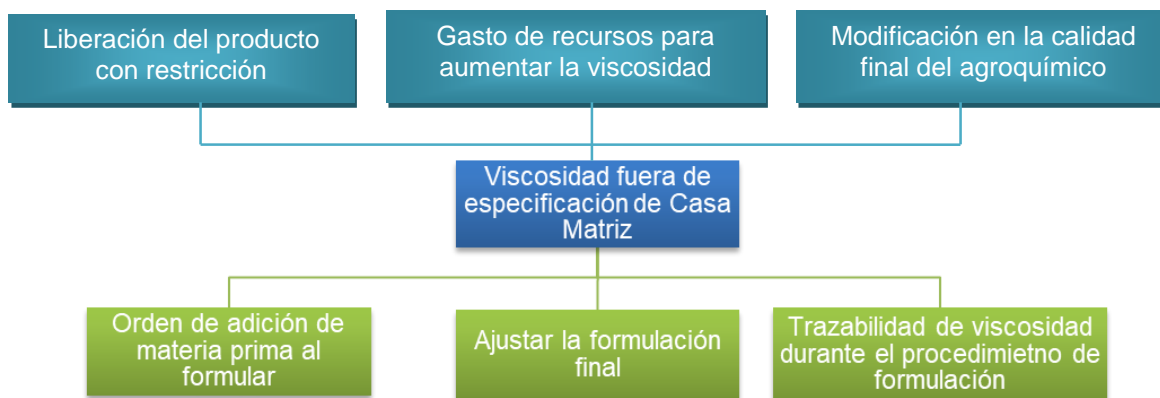 Liberación del producto
con restricción
Gasto de recursos para
aumentar la viscosidad
Modificación en la calidad
final del agroquímico
Viscosidad fuera de
especificación de Casa
Matriz
Orden de adición de
materia prima al
formular
Ajustar la formulación
final
Trazabilidad de viscosidad
durante el procedimietno de
formulación